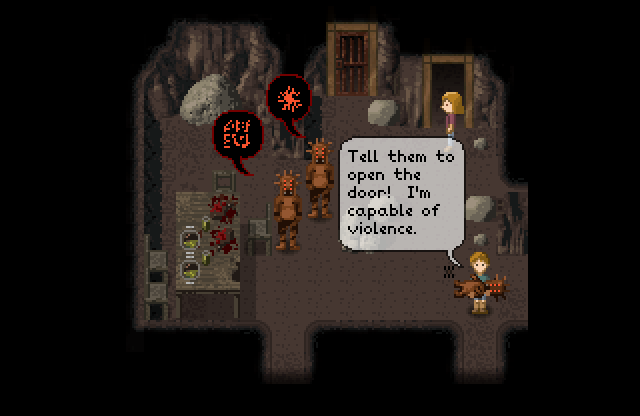 Tell them to
open the
door!  I'm
capable of
violence.